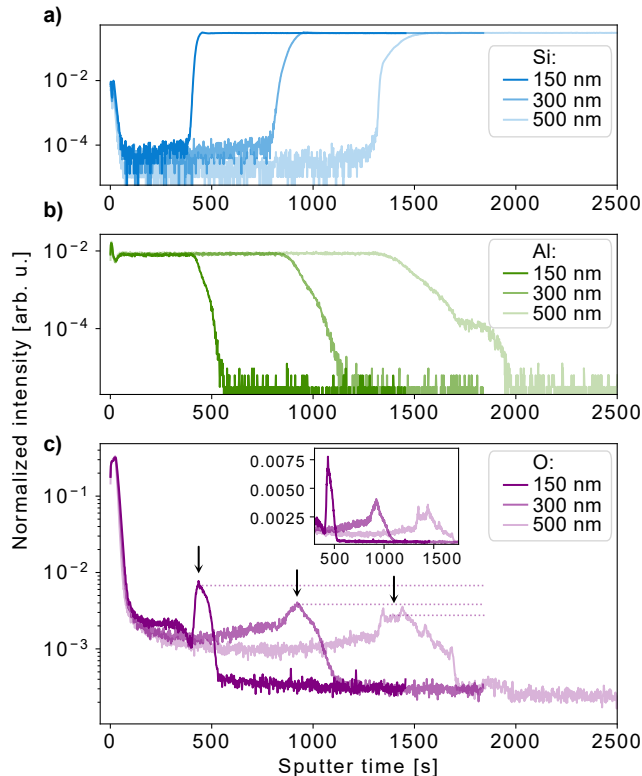 a)
10⁻²
10⁻⁴
Si:
150 nm
300 nm
500 nm
0 500 1000 1500 2000 2500
b)
10⁻²
10⁻⁴
Al:
150 nm
300 nm
500 nm
0 500 1000 1500 2000 2500
Normalized intensity [arb. u.]
c)
10⁻¹
10⁻²
10⁻³
0.0075
0.0050
0.0025
500 1000 1500
O:
150 nm
300 nm
500 nm
0 500 1000 1500 2000 2500
Sputter time [s]